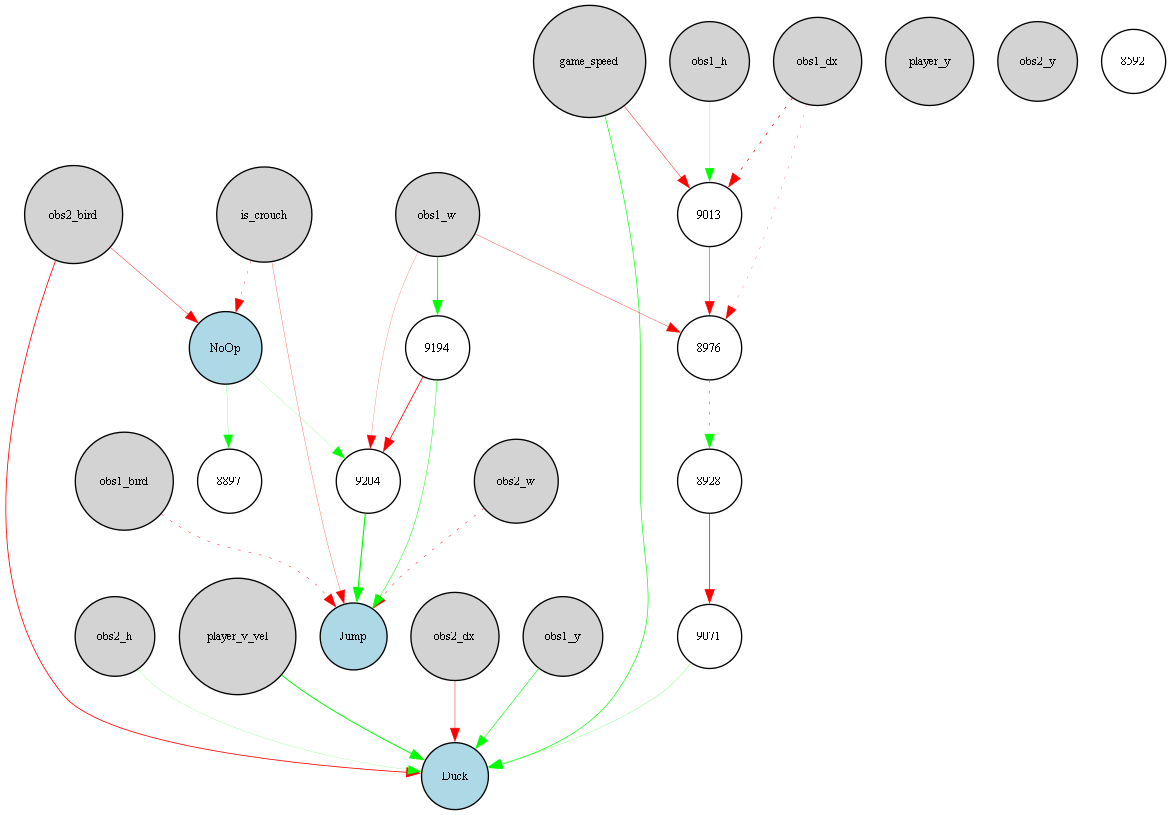 game_speed
obs1_h
obs1_dx
player_y
obs2_y
8592
obs2_bird
is_crouch
obs1_w
9013
NoOp
9194
8976
obs1_bird
8897
9204
obs2_w
8928
obs2_h
player_v_vel
Jump
obs2_dx
obs1_y
9071
Duck